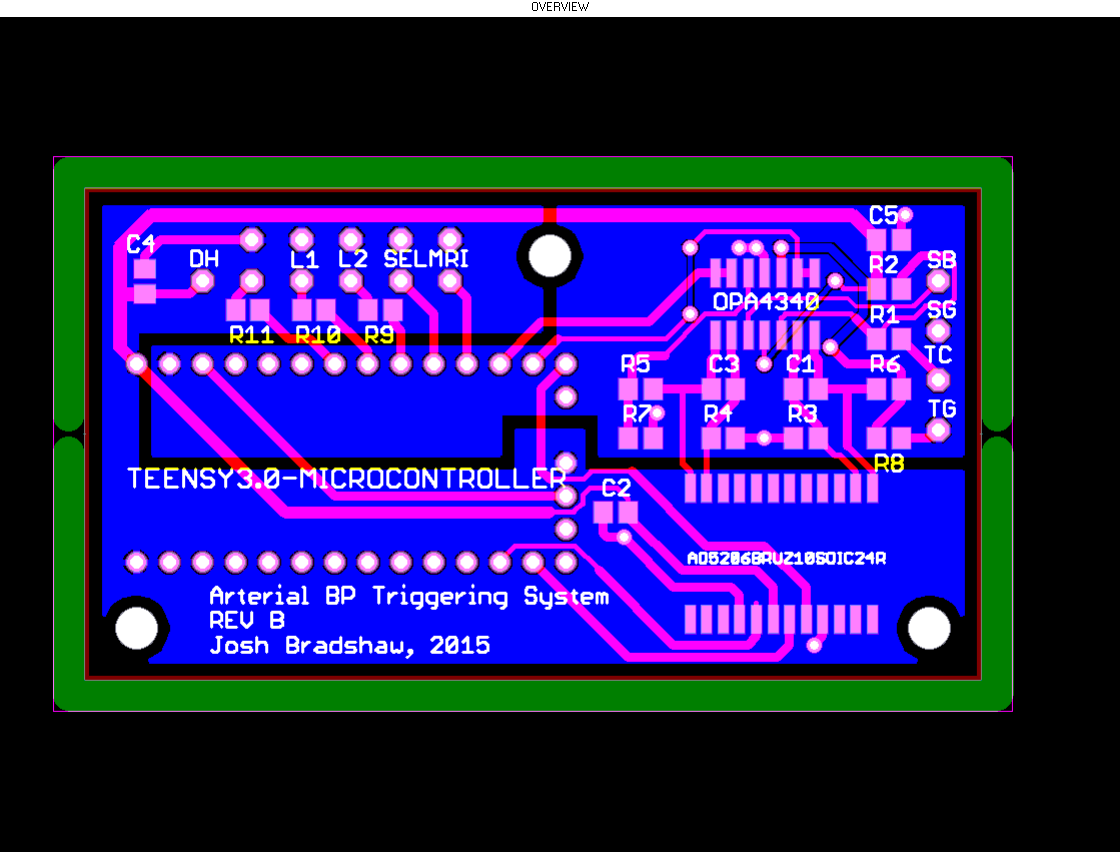 OVERVIEW
C5
C4
DH L1 L2 SELMRI
R2 SB
OPA4340
SG
R1
R11 R10 R9
TC
R5 C3 C1 R6
R7 R4 R3 TG
R8
TEENSY3.0-MICROCONTROLLER
C2
AD5206BRUZ10SOIC24R
Arterial BP Triggering System
REV B
Josh Bradshaw, 2015